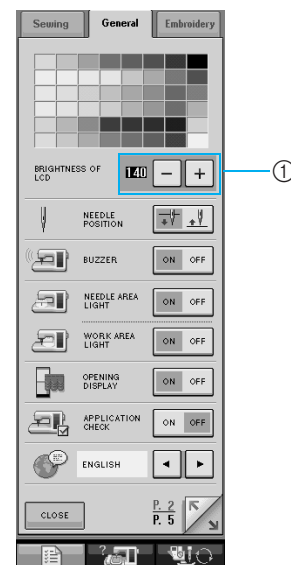 Sewing General Embroidery
BRIGHTNESS OF
LCD
140 − +
①
NEEDLE
POSITION
BUZZER ON OFF
NEEDLE AREA
LIGHT
ON OFF
WORK AREA
LIGHT
ON OFF
OPENING
DISPLAY
ON OFF
APPLICATION
CHECK
ON OFF
ENGLISH
CLOSE
P. 2
P. 5
?